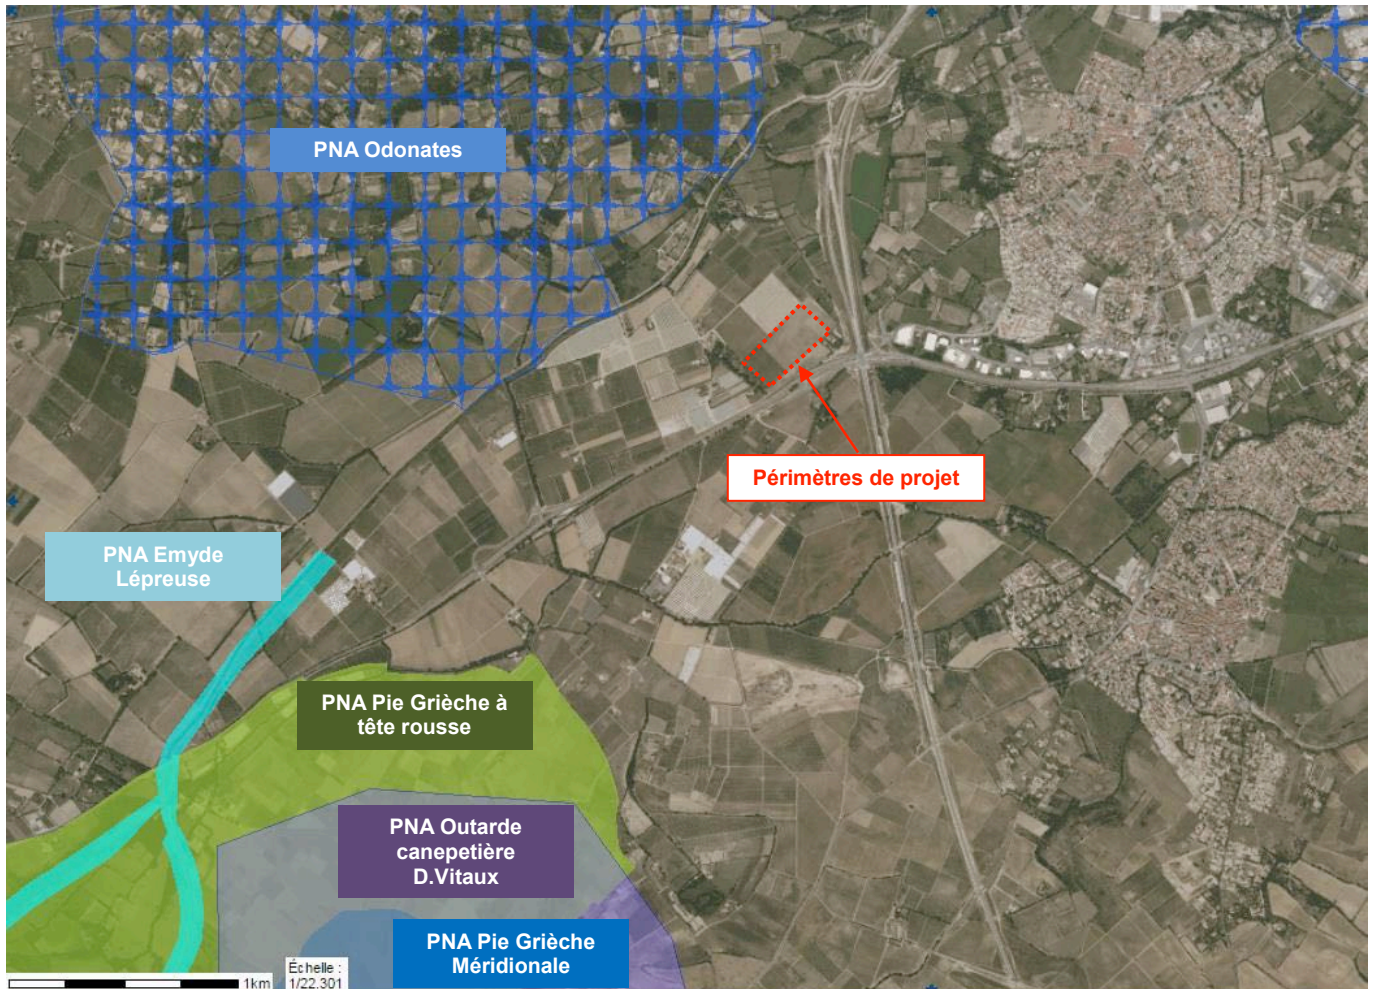 PNA Odonates
Périmètres de projet
PNA Emyde
Lépreuse
PNA Pie Grièche à
tête rousse
PNA Outarde
canepetière
D.Vitaux
PNA Pie Grièche
Méridionale
1km
Échelle :
1/22.301